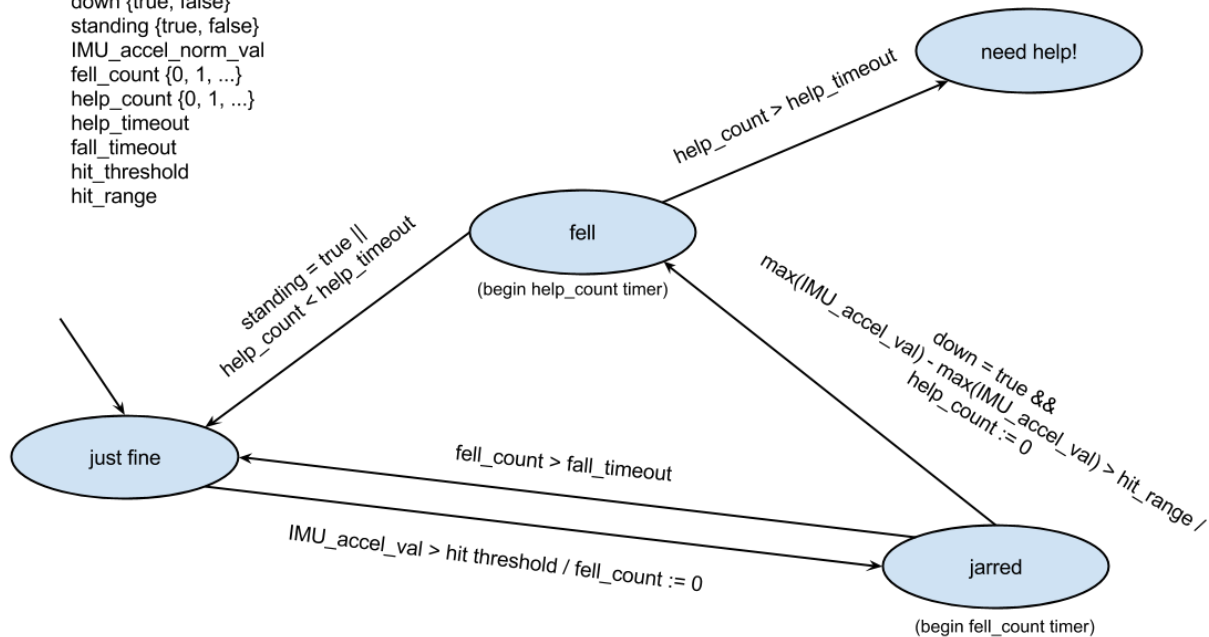 down {true, false}
standing {true, false}
IMU_accel_norm_val
fell_count {0, 1, ...}
help_count {0, 1, ...}
help_timeout
fall_timeout
hit_threshold
hit_range
need help!
help_count > help_timeout
fell
(begin help_count timer)
standing = true ||
help_count < help_timeout
down = true &&
max(IMU_accel_val) - max(IMU_accel_val) > hit_range /
help_count := 0
just fine
fell_count > fall_timeout
IMU_accel_val > hit threshold / fell_count := 0
jarred
(begin fell_count timer)